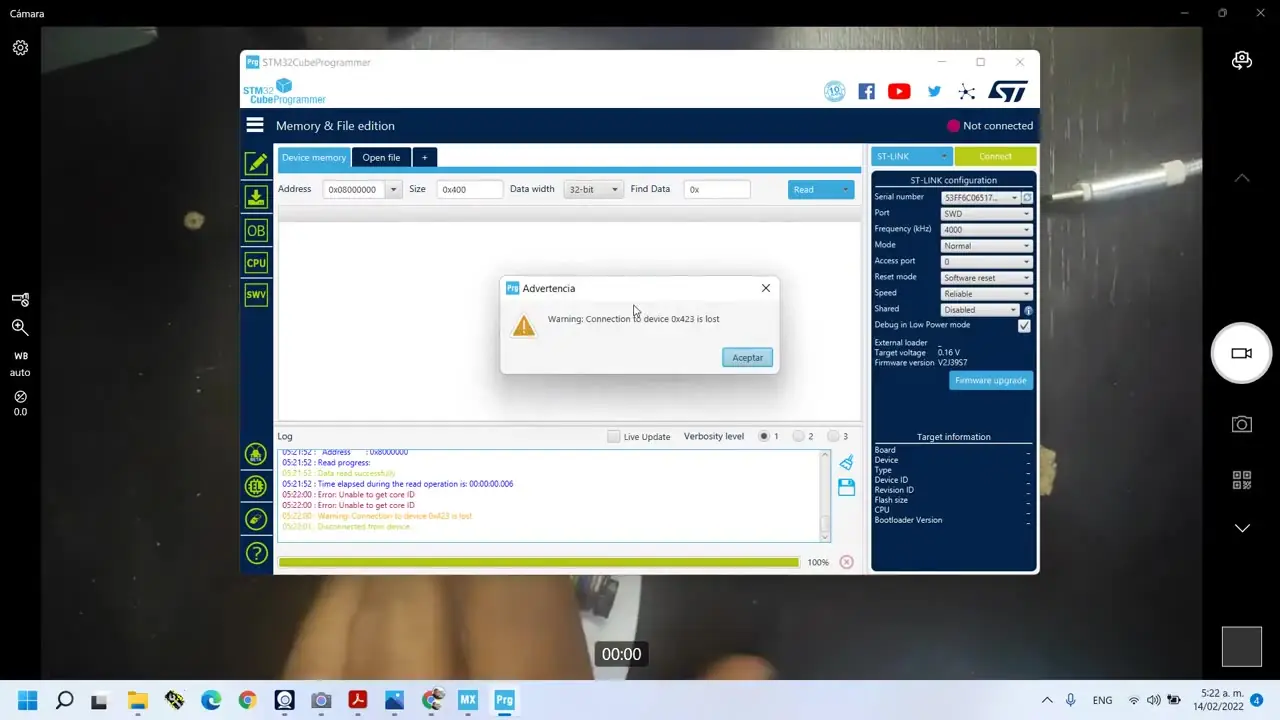 Cámara
Prg STM32CubeProgrammer
STM32
CubeProgrammer
Memory & File edition
Not connected
Device memory Open file +
ST-LINK Connect
Address 0x08000000 Size 0x400 Data width 32-bit Find Data 0x Read
ST-LINK configuration
Serial number 53FF6C06517...
Port SWD
Frequency (kHz) 4000
Mode Normal
Access port 0
Reset mode Software reset
Speed Reliable
Shared Disabled
Debug in Low Power mode
External loader _
Target voltage 0.16 V
Firmware version V2J39S7
Firmware upgrade
OB
CPU
SWV
Prg Advertencia
Warning: Connection to device 0x423 is lost
Aceptar
WB
auto
0.0
Log Live Update Verbosity level 1 2 3
05:21:52 : Address : 0x8000000
05:21:52 : Read progress:
05:21:52 : Data read successfully
05:21:52 : Time elapsed during the read operation is: 00:00:00.006
05:22:00 : Error: Unable to get core ID
05:22:00 : Error: Unable to get core ID
05:22:00 : Warning: Connection to device 0x423 is lost
05:22:01 : Disconnected from device.
100%
Target information
Board _
Device _
Type _
Device ID _
Revision ID _
Flash size _
CPU _
Bootloader Version _
00:00
MX Prg
ENG
5:22 a. m.
14/02/2022
4